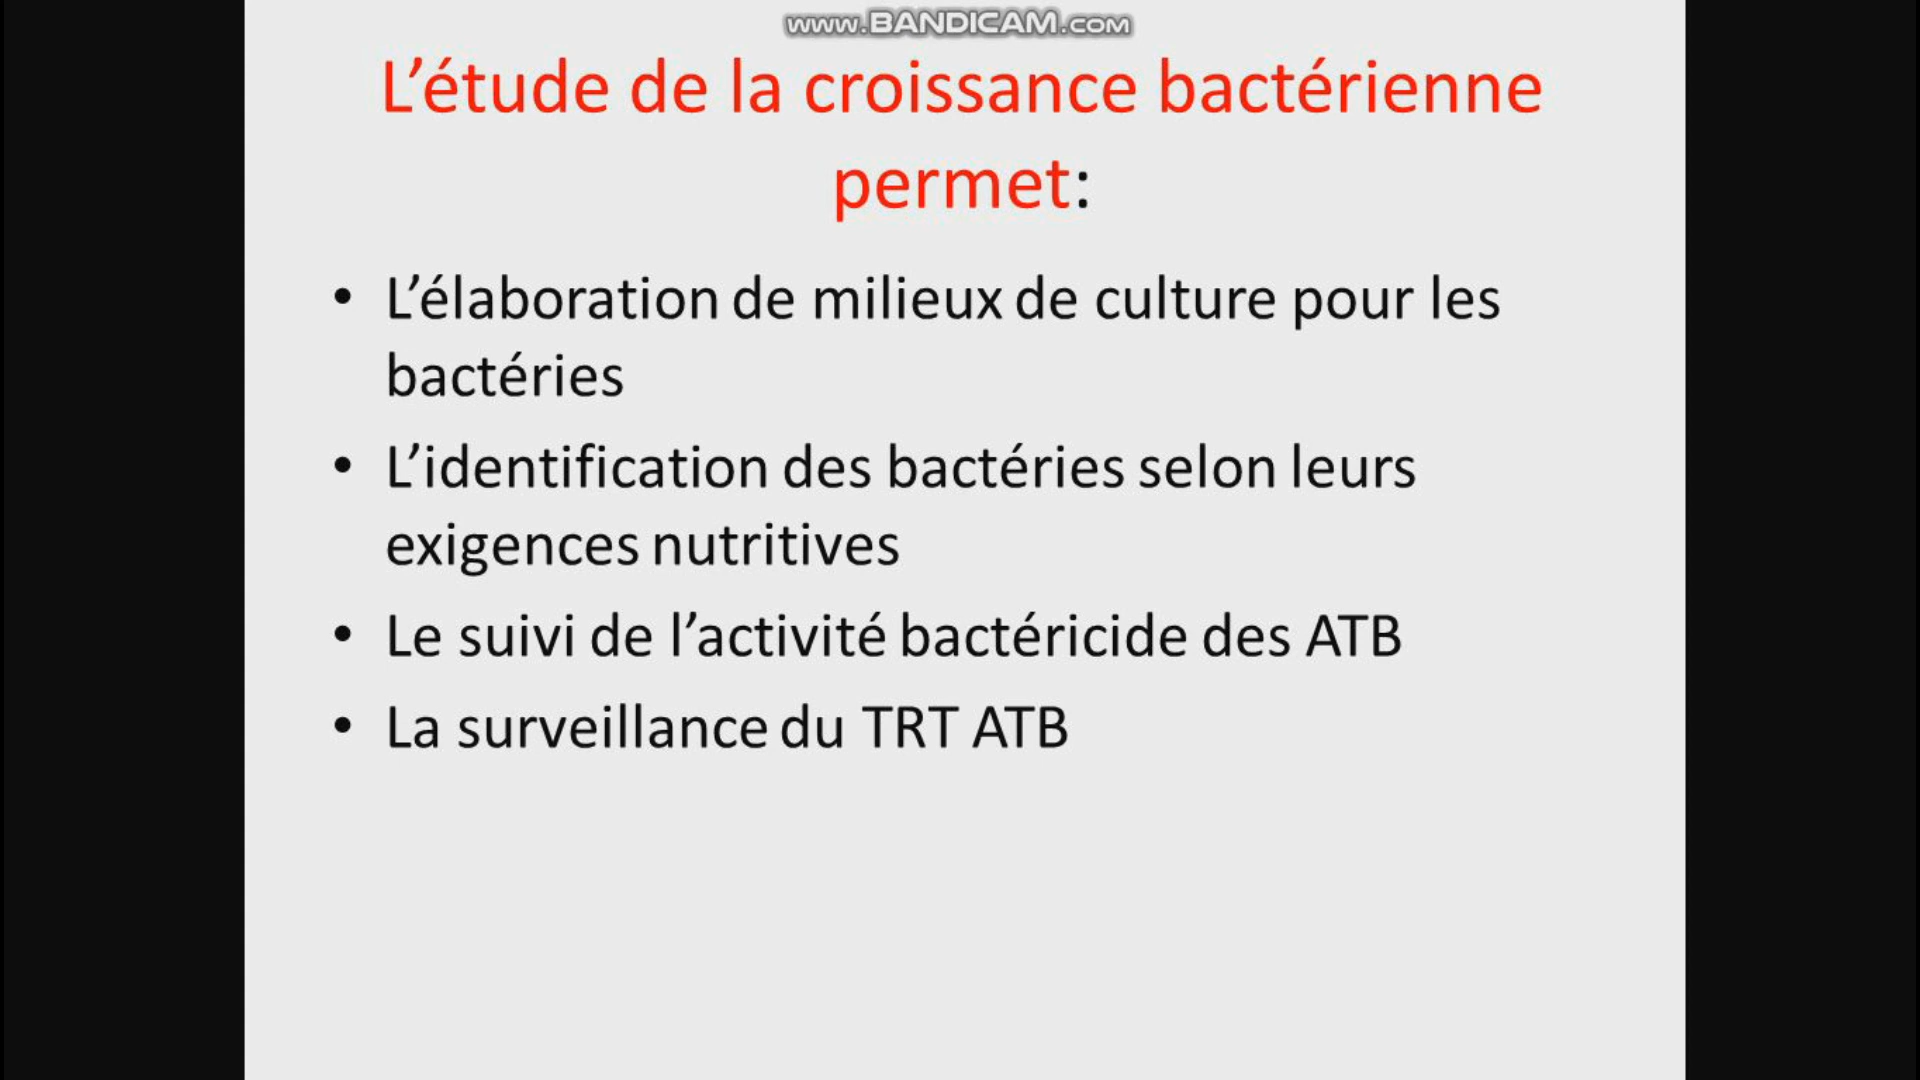 www.BANDICAM.com
L’étude de la croissance bactérienne
permet:
• L’élaboration de milieux de culture pour les
bactéries
• L’identification des bactéries selon leurs
exigences nutritives
• Le suivi de l’activité bactéricide des ATB
• La surveillance du TRT ATB